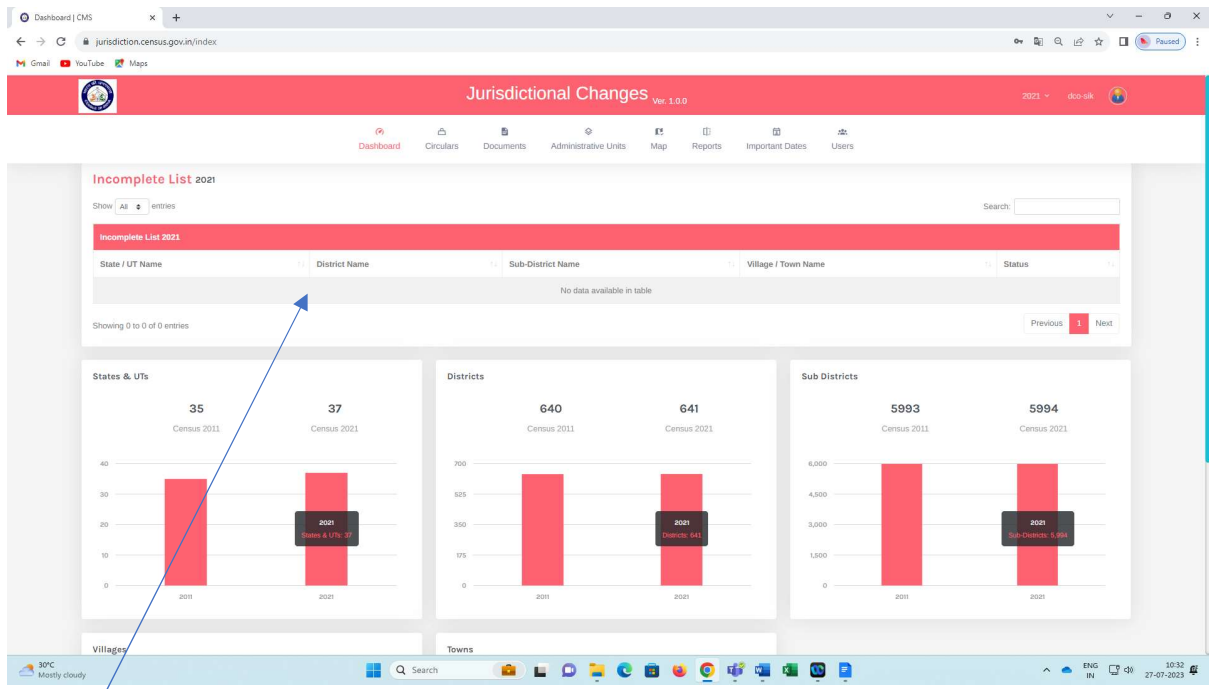 Dashboard | CMS
jurisdiction.census.gov.in/index
Paused
Gmail YouTube Maps
Jurisdictional Changes Ver. 1.0.0
2021 dco-sik
Dashboard Circulars Documents Administrative Units Map Reports Important Dates Users
Incomplete List 2021
Show All entries Search:
Incomplete List 2021
State / UT Name District Name Sub-District Name Village / Town Name Status
No data available in table
Showing 0 to 0 of 0 entries Previous 1 Next
States & UTs
35 37
Census 2011 Census 2021
40
30
20
10
0
2021
States & UTs: 37
2011 2021
Districts
640 641
Census 2011 Census 2021
700
525
350
175
0
2021
Districts: 641
2011 2021
Sub Districts
5993 5994
Census 2011 Census 2021
6,000
4,500
3,000
1,500
0
2021
Sub-Districts: 5,994
2011 2021
Villages
Towns
30°C
Mostly cloudy
Search
ENG
IN
10:32
27-07-2023